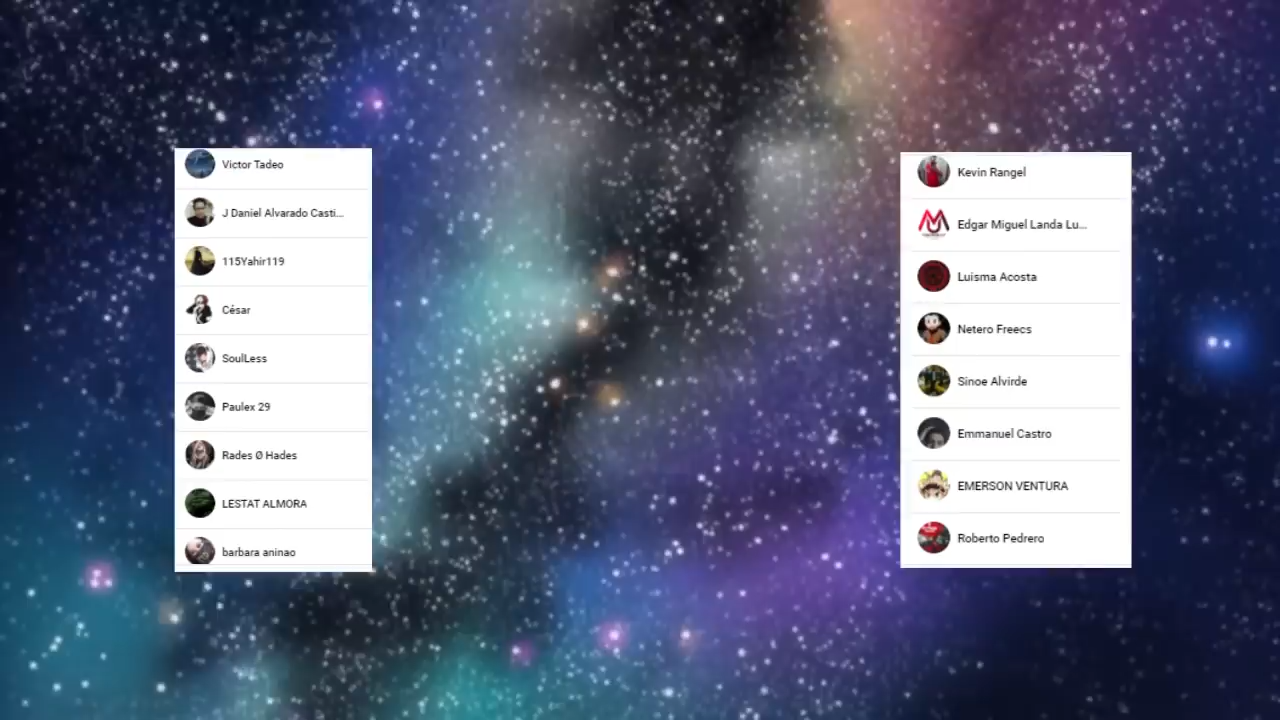 Victor Tadeo
J Daniel Alvarado Casti...
115Yahir119
César
SoulLess
Paulex 29
Rades Ø Hades
LESTAT ALMORA
barbara aninao
Kevin Rangel
Edgar Miguel Landa Lu...
Luisma Acosta
Netero Freecs
Sinoe Alvirde
Emmanuel Castro
EMERSON VENTURA
Roberto Pedrero